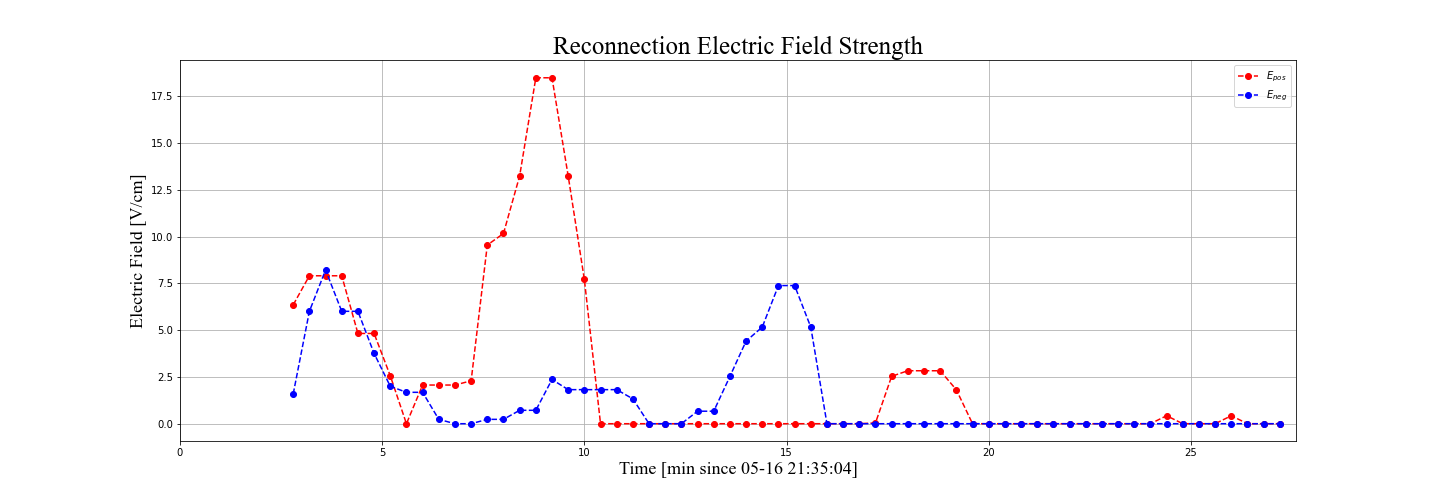 Reconnection Electric Field Strength
E_pos
E_neg
Electric Field [V/cm]
17.5
15.0
12.5
10.0
7.5
5.0
2.5
0.0
0 5 10 15 20 25
Time [min since 05-16 21:35:04]